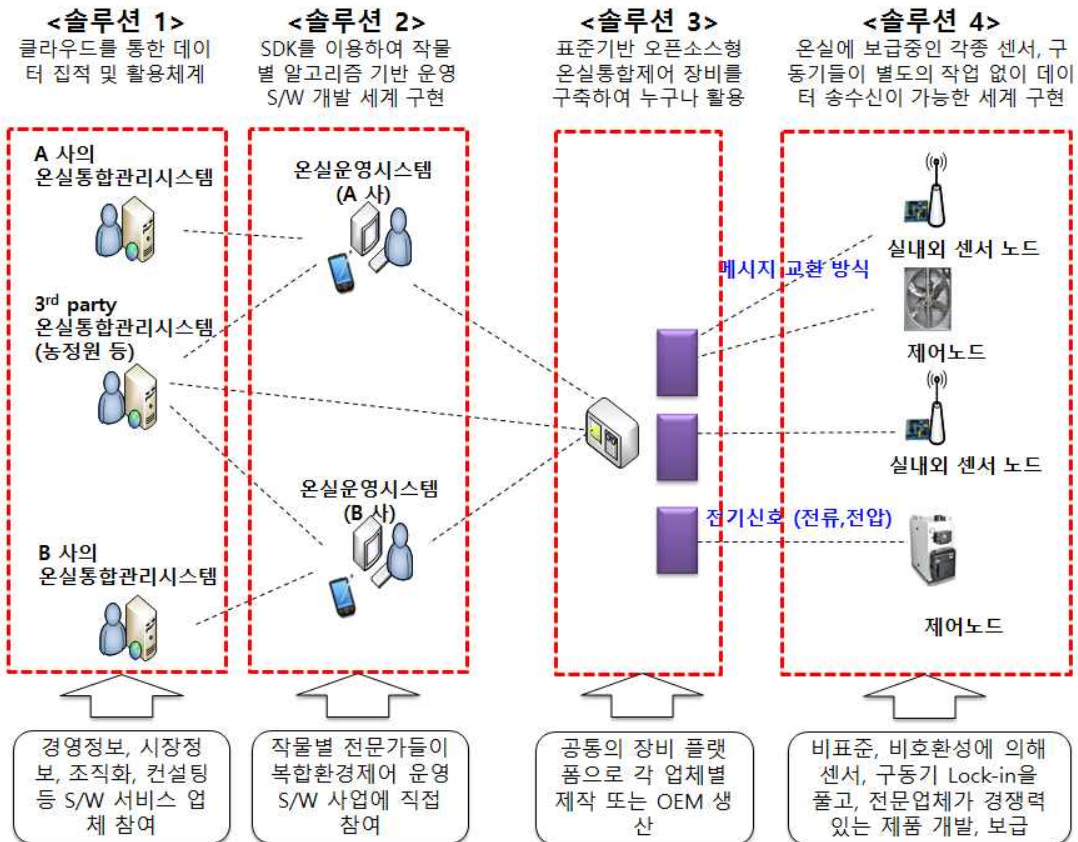 <솔루션 1>
클라우드를 통한 데이
터 집적 및 활용체계
<솔루션 2>
SDK를 이용하여 작물
별 알고리즘 기반 운영
S/W 개발 세계 구현
<솔루션 3>
표준기반 오픈소스형
온실통합제어 장비를
구축하여 누구나 활용
<솔루션 4>
온실에 보급중인 각종 센서, 구
동기들이 별도의 작업 없이 데이
터 송수신이 가능한 세계 구현
A 사의
온실통합관리시스템
3rd party
온실통합관리시스템
(농정원 등)
B 사의
온실통합관리시스템
온실운영시스템
(A 사)
온실운영시스템
(B 사)
메시지 교환 방식
전기신호 (전류,전압)
실내외 센서 노드
제어노드
실내외 센서 노드
제어노드
경영정보, 시장정
보, 조직화, 컨설팅
등 S/W 서비스 업
체 참여
작물별 전문가들이
복합환경제어 운영
S/W 사업에 직접
참여
공통의 장비 플랫
폼으로 각 업체별
제작 또는 OEM 생
산
비표준, 비호환성에 의해
센서, 구동기 Lock-in을
풀고, 전문업체가 경쟁력
있는 제품 개발, 보급